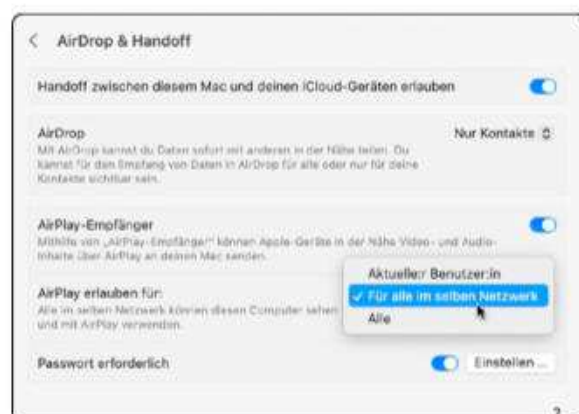 AirDrop & Handoff
Handoff zwischen diesem Mac und deinen iCloud-Geräten erlauben
AirDrop
Nur Kontakte
Mit AirDrop kannst du Daten sofort mit anderen in der Nähe teilen. Du
kannst für den Empfang von Daten in AirDrop für alle oder nur für deine
Kontakte sichtbar sein.
AirPlay-Empfänger
Mithilfe von „AirPlay-Empfänger“ können Apple-Geräte in der Nähe Video- und Audio-
Inhalte über AirPlay an deinen Mac senden.
Aktuelle:r Benutzer:in
AirPlay erlauben für:
Für alle im selben Netzwerk
Alle im selben Netzwerk können diesen Computer sehen
und mit AirPlay verwenden.
Alle
Passwort erforderlich
Einstellen ...
?